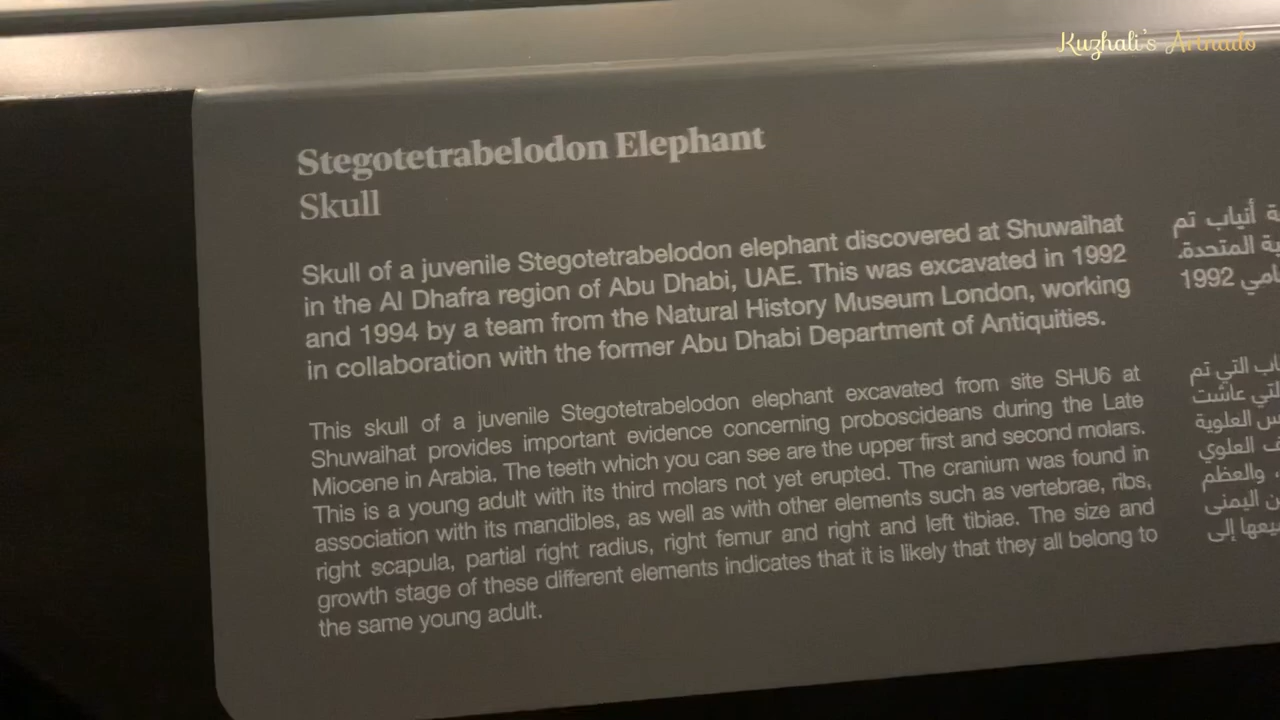 Kuzhali's Artnudo
Stegotetrabelodon Elephant
Skull
Skull of a juvenile Stegotetrabelodon elephant discovered at Shuwaihat
in the Al Dhafra region of Abu Dhabi, UAE. This was excavated in 1992
and 1994 by a team from the Natural History Museum London, working
in collaboration with the former Abu Dhabi Department of Antiquities.
This skull of a juvenile Stegotetrabelodon elephant excavated from site SHU6 at
Shuwaihat provides important evidence concerning proboscideans during the Late
Miocene in Arabia. The teeth which you can see are the upper first and second molars.
This is a young adult with its third molars not yet erupted. The cranium was found in
association with its mandibles, as well as with other elements such as vertebrae, ribs,
right scapula, partial right radius, right femur and right and left tibiae. The size and
growth stage of these different elements indicates that it is likely that they all belong to
the same young adult.
أنياب تم
المتحدة.
1992
التي تم
عاشت
العلوية
العلوي
والعظم
اليمنى
إلى